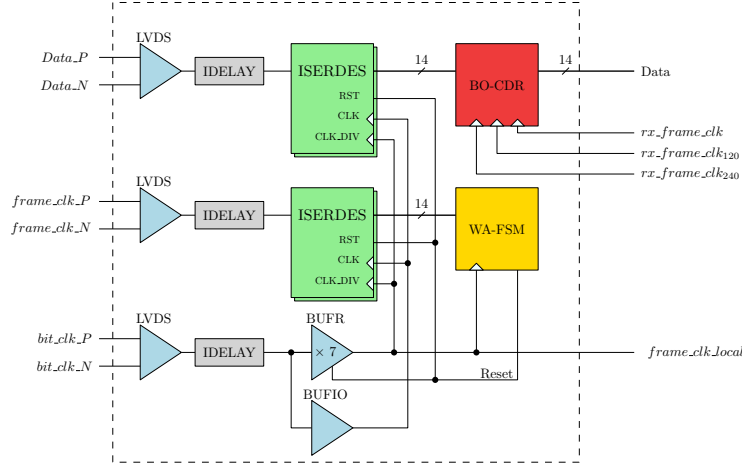 LVDS
Data_P
Data_N
IDELAY
ISERDES
RST
CLK
CLK_DIV
14
BO-CDR
14
Data
rx_frame_clk
rx_frame_clk120
rx_frame_clk240
LVDS
frame_clk_P
frame_clk_N
IDELAY
ISERDES
RST
CLK
CLK_DIV
14
WA-FSM
LVDS
bit_clk_P
bit_clk_N
IDELAY
BUFR
× 7
frame_clk_local
Reset
BUFIO